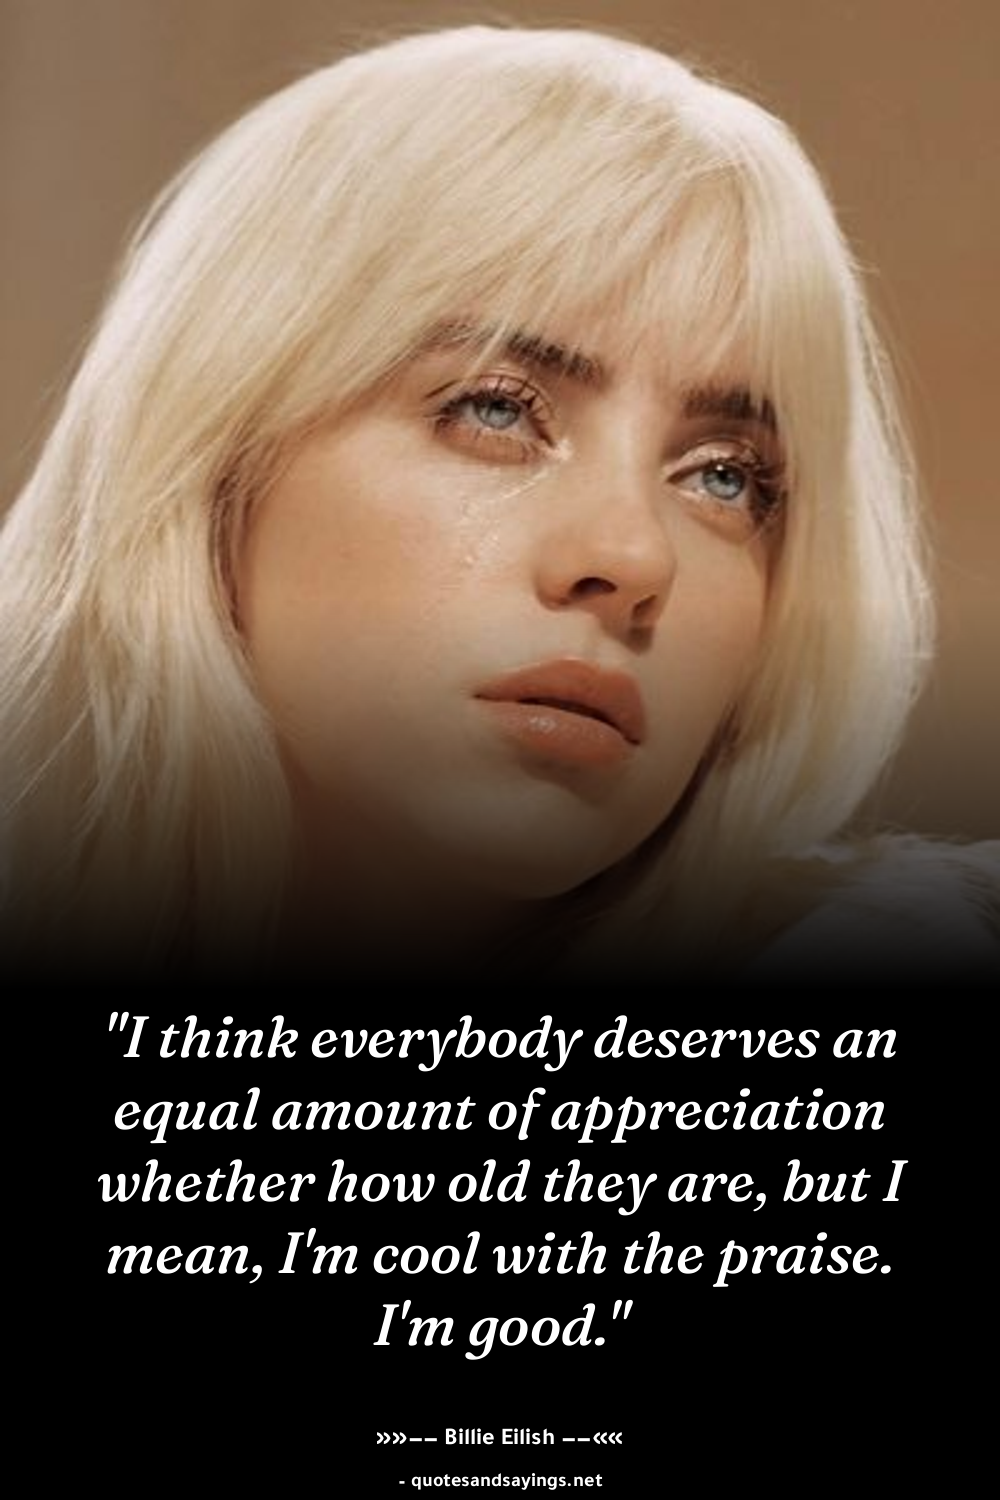 "I think everybody deserves an
equal amount of appreciation
whether how old they are, but I
mean, I'm cool with the praise.
I'm good."
»»–– Billie Eilish ––««
- quotesandsayings.net